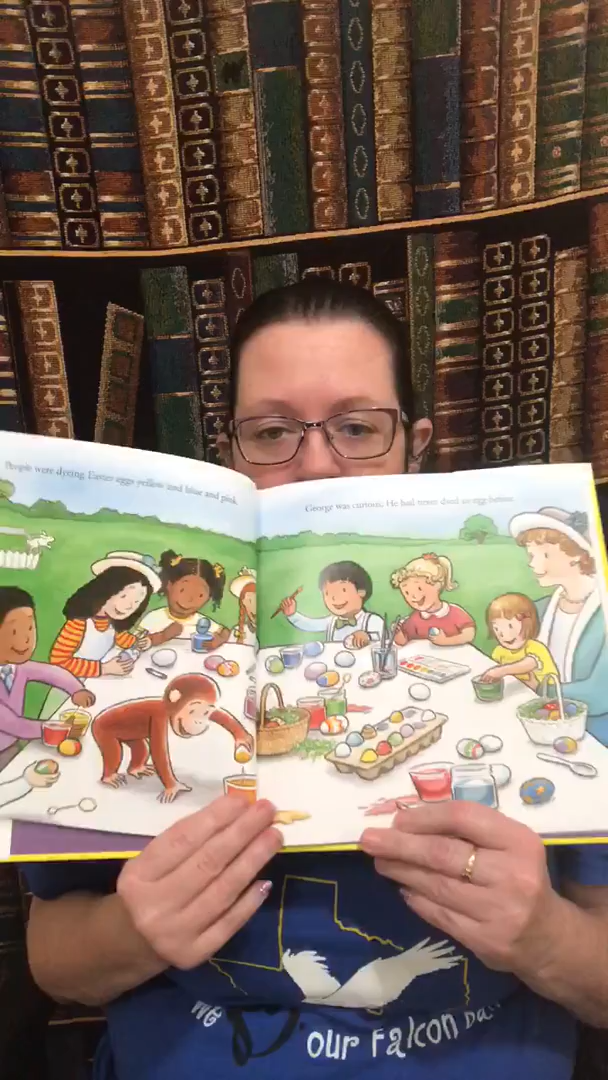 People were dyeing Easter eggs yellow and blue and pink.
George was curious. He had never dyed an egg before.
We
our Falcon